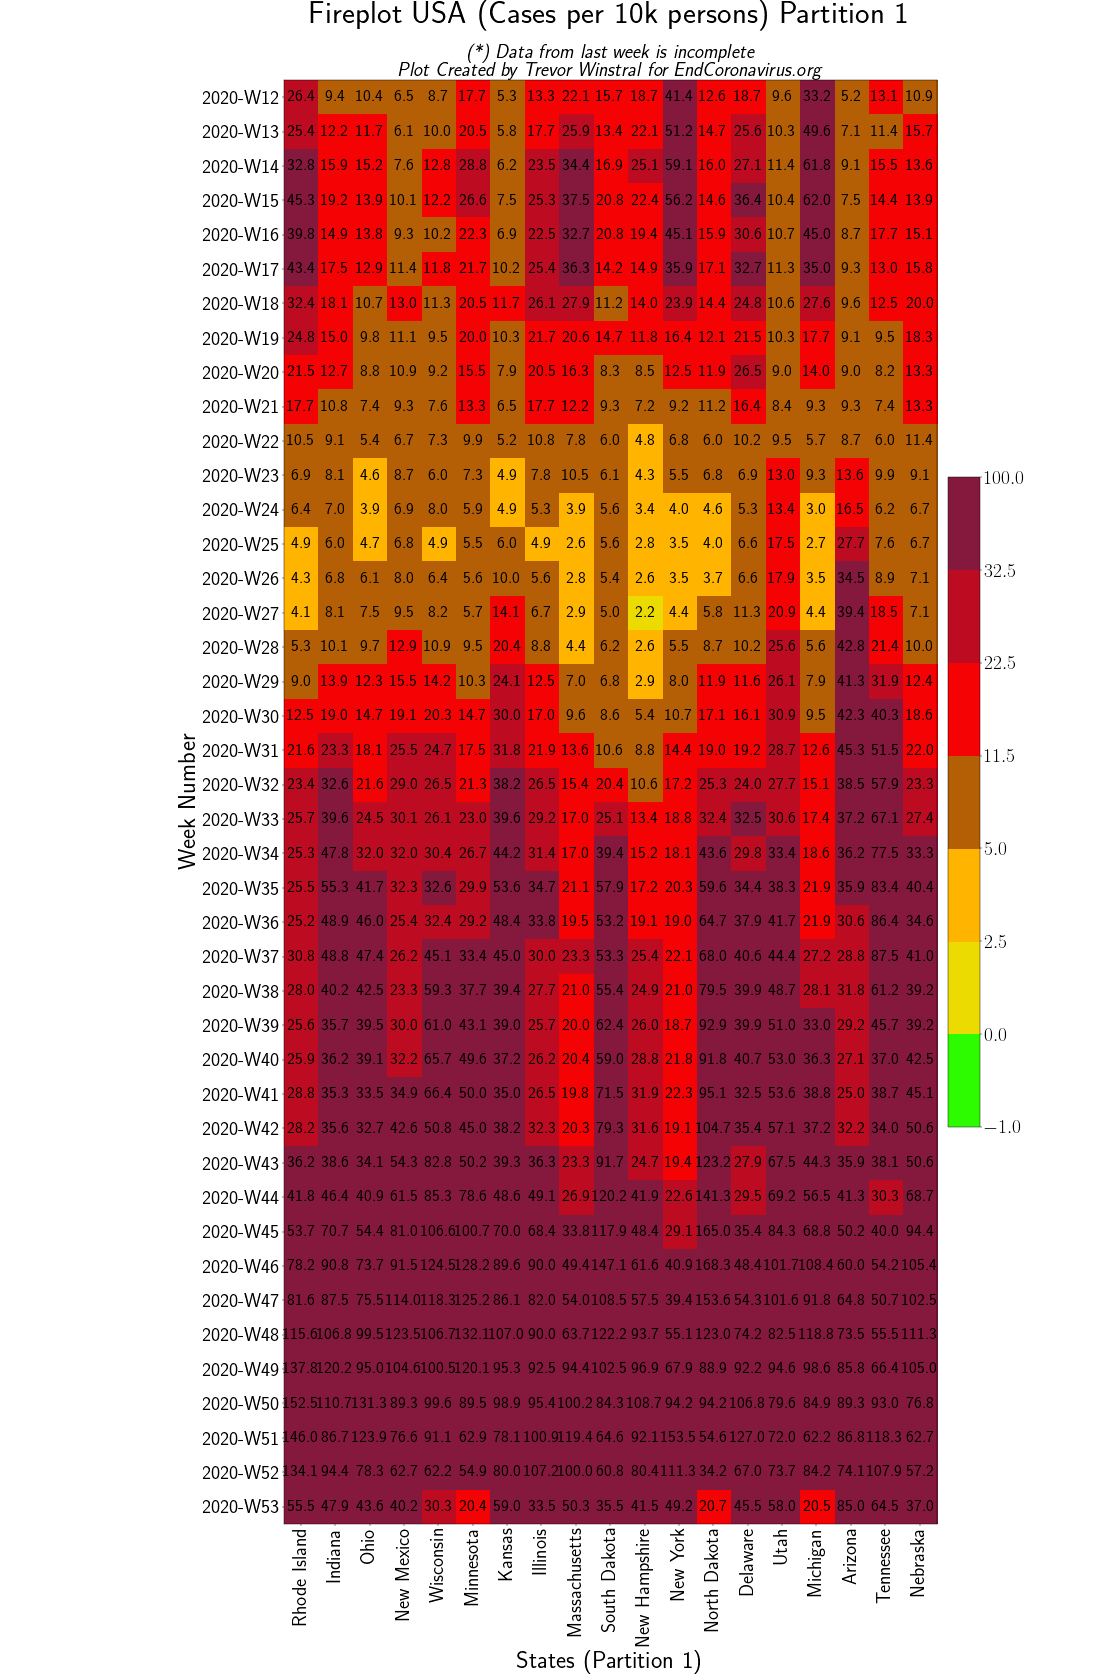 Fireplot USA (Cases per 10k persons) Partition 1
(*) Data from last week is incomplete
Plot Created by Trevor Winstral for EndCoronavirus.org
2020-W12 26.4 9.4 10.4 6.5 8.7 17.7 5.3 13.3 22.1 15.7 18.7 41.4 12.6 18.7 9.6 33.2 5.2 13.1 10.9
2020-W13 25.4 12.2 11.7 6.1 10.0 20.5 5.8 17.7 25.9 13.4 22.1 51.2 14.7 25.6 10.3 49.6 7.1 11.4 15.7
2020-W14 32.8 15.9 15.2 7.6 12.8 28.8 6.2 23.5 34.4 16.9 25.1 59.1 16.0 27.1 11.4 61.8 9.1 15.5 13.6
2020-W15 45.3 19.2 13.9 10.1 12.2 26.6 7.5 25.3 37.5 20.8 22.4 56.2 14.6 36.4 10.4 62.0 7.5 14.4 13.9
2020-W16 39.8 14.9 13.8 9.3 10.2 22.3 6.9 22.5 32.7 20.8 19.4 45.1 15.9 30.6 10.7 45.0 8.7 17.7 15.1
2020-W17 43.4 17.5 12.9 11.4 11.8 21.7 10.2 25.4 36.3 14.2 14.9 35.9 17.1 32.7 11.3 35.0 9.3 13.0 15.8
2020-W18 32.4 18.1 10.7 13.0 11.3 20.5 11.7 26.1 27.9 11.2 14.0 23.9 14.4 24.8 10.6 27.6 9.6 12.5 20.0
2020-W19 24.8 15.0 9.8 11.1 9.5 20.0 10.3 21.7 20.6 14.7 11.8 16.4 12.1 21.5 10.3 17.7 9.1 9.5 18.3
2020-W20 21.5 12.7 8.8 10.9 9.2 15.5 7.9 20.5 16.3 8.3 8.5 12.5 11.9 26.5 9.0 14.0 9.0 8.2 13.3
2020-W21 17.7 10.8 7.4 9.3 7.6 13.3 6.5 17.7 12.2 9.3 7.2 9.2 11.2 16.4 8.4 9.3 9.3 7.4 13.3
2020-W22 10.5 9.1 5.4 6.7 7.3 9.9 5.2 10.8 7.8 6.0 4.8 6.8 6.0 10.2 9.5 5.7 8.7 6.0 11.4
2020-W23 6.9 8.1 4.6 8.7 6.0 7.3 4.9 7.8 10.5 6.1 4.3 5.5 6.8 6.9 13.0 9.3 13.6 9.9 9.1
2020-W24 6.4 7.0 3.9 6.9 8.0 5.9 4.9 5.3 3.9 5.6 3.4 4.0 4.6 5.3 13.4 3.0 16.5 6.2 6.7
2020-W25 4.9 6.0 4.7 6.8 4.9 5.5 6.0 4.9 2.6 5.6 2.8 3.5 4.0 6.6 17.5 2.7 27.7 7.6 6.7
2020-W26 4.3 6.8 6.1 8.0 6.4 5.6 10.0 5.6 2.8 5.4 2.6 3.5 3.7 6.6 17.9 3.5 34.5 8.9 7.1
2020-W27 4.1 8.1 7.5 9.5 8.2 5.7 14.1 6.7 2.9 5.0 2.2 4.4 5.8 11.3 20.9 4.4 39.4 18.5 7.1
2020-W28 5.3 10.1 9.7 12.9 10.9 9.5 20.4 8.8 4.4 6.2 2.6 5.5 8.7 10.2 25.6 5.6 42.8 21.4 10.0
2020-W29 9.0 13.9 12.3 15.5 14.2 10.3 24.1 12.5 7.0 6.8 2.9 8.0 11.9 11.6 26.1 7.9 41.3 31.9 12.4
2020-W30 12.5 19.0 14.7 19.1 20.3 14.7 30.0 17.0 9.6 8.6 5.4 10.7 17.1 16.1 30.9 9.5 42.3 40.3 18.6
2020-W31 21.6 23.3 18.1 25.5 24.7 17.5 31.8 21.9 13.6 10.6 8.8 14.4 19.0 19.2 28.7 12.6 45.3 51.5 22.0
2020-W32 23.4 32.6 21.6 29.0 26.5 21.3 38.2 26.5 15.4 20.4 10.6 17.2 25.3 24.0 27.7 15.1 38.5 57.9 23.3
2020-W33 25.7 39.6 24.5 30.1 26.1 23.0 39.6 29.2 17.0 25.1 13.4 18.8 32.4 32.5 30.6 17.4 37.2 67.1 27.4
2020-W34 25.3 47.8 32.0 32.0 30.4 26.7 44.2 31.4 17.0 39.4 15.2 18.1 43.6 29.8 33.4 18.6 36.2 77.5 33.3
2020-W35 25.5 55.3 41.7 32.3 32.6 29.9 53.6 34.7 21.1 57.9 17.2 20.3 59.6 34.4 38.3 21.9 35.9 83.4 40.4
2020-W36 25.2 48.9 46.0 25.4 32.4 29.2 48.4 33.8 19.5 53.2 19.1 19.0 64.7 37.9 41.7 21.9 30.6 86.4 34.6
2020-W37 30.8 48.8 47.4 26.2 45.1 33.4 45.0 30.0 23.3 53.3 25.4 22.1 68.0 40.6 44.4 27.2 28.8 87.5 41.0
2020-W38 28.0 40.2 42.5 23.3 59.3 37.7 39.4 27.7 21.0 55.4 24.9 21.0 79.5 39.9 48.7 28.1 31.8 61.2 39.2
2020-W39 25.6 35.7 39.5 30.0 61.0 43.1 39.0 25.7 20.0 62.4 26.0 18.7 92.9 39.9 51.0 33.0 29.2 45.7 39.2
2020-W40 25.9 36.2 39.1 32.2 65.7 49.6 37.2 26.2 20.4 59.0 28.8 21.8 91.8 40.7 53.0 36.3 27.1 37.0 42.5
2020-W41 28.8 35.3 33.5 34.9 66.4 50.0 35.0 26.5 19.8 71.5 31.9 22.3 95.1 32.5 53.6 38.8 25.0 38.7 45.1
2020-W42 28.2 35.6 32.7 42.6 50.8 45.0 38.2 32.3 20.3 79.3 31.6 19.1 104.7 35.4 57.1 37.2 32.2 34.0 50.6
2020-W43 36.2 38.6 34.1 54.3 82.8 50.2 39.3 36.3 23.3 91.7 24.7 19.4 123.2 27.9 67.5 44.3 35.9 38.1 50.6
2020-W44 41.8 46.4 40.9 61.5 85.3 78.6 48.6 49.1 26.9 120.2 41.9 22.6 141.3 29.5 69.2 56.5 41.3 30.3 68.7
2020-W45 53.7 70.7 54.4 81.0 106.6 100.7 70.0 68.4 33.8 117.9 48.4 29.1 165.0 35.4 84.3 68.8 50.2 40.0 94.4
2020-W46 78.2 90.8 73.7 91.5 124.5 128.2 89.6 90.0 49.4 147.1 61.6 40.9 168.3 48.4 101.7 108.4 60.0 54.2 105.4
2020-W47 81.6 87.5 75.5 114.0 118.3 125.2 86.1 82.0 54.0 108.5 57.5 39.4 153.6 54.3 101.6 91.8 64.8 50.7 102.5
2020-W48 115.6 106.8 99.5 123.5 106.7 132.1 107.0 90.0 63.7 122.2 93.7 55.1 123.0 74.2 82.5 118.8 73.5 55.5 111.3
2020-W49 137.8 120.2 95.0 104.6 100.5 120.1 95.3 92.5 94.4 102.5 96.9 67.9 88.9 92.2 94.6 98.6 85.8 66.4 105.0
2020-W50 152.5 110.7 131.3 89.3 99.6 89.5 98.9 95.4 100.2 84.3 108.7 94.2 94.2 106.8 79.6 84.9 89.3 93.0 76.8
2020-W51 146.0 86.7 123.9 76.6 91.1 62.9 78.1 100.9 119.4 64.6 92.1 153.5 54.6 127.0 72.0 62.2 86.8 118.3 62.7
2020-W52 134.1 94.4 78.3 62.7 62.2 54.9 80.0 107.2 100.0 60.8 80.4 111.3 34.2 67.0 73.7 84.2 74.1 107.9 57.2
2020-W53 55.5 47.9 43.6 40.2 30.3 20.4 59.0 33.5 50.3 35.5 41.5 49.2 20.7 45.5 58.0 20.5 85.0 64.5 37.0
Week Number
Rhode Island
Indiana
Ohio
New Mexico
Wisconsin
Minnesota
Kansas
Illinois
Massachusetts
South Dakota
New Hampshire
New York
North Dakota
Delaware
Utah
Michigan
Arizona
Tennessee
Nebraska
States (Partition 1)
100.0
32.5
22.5
11.5
5.0
2.5
0.0
−1.0